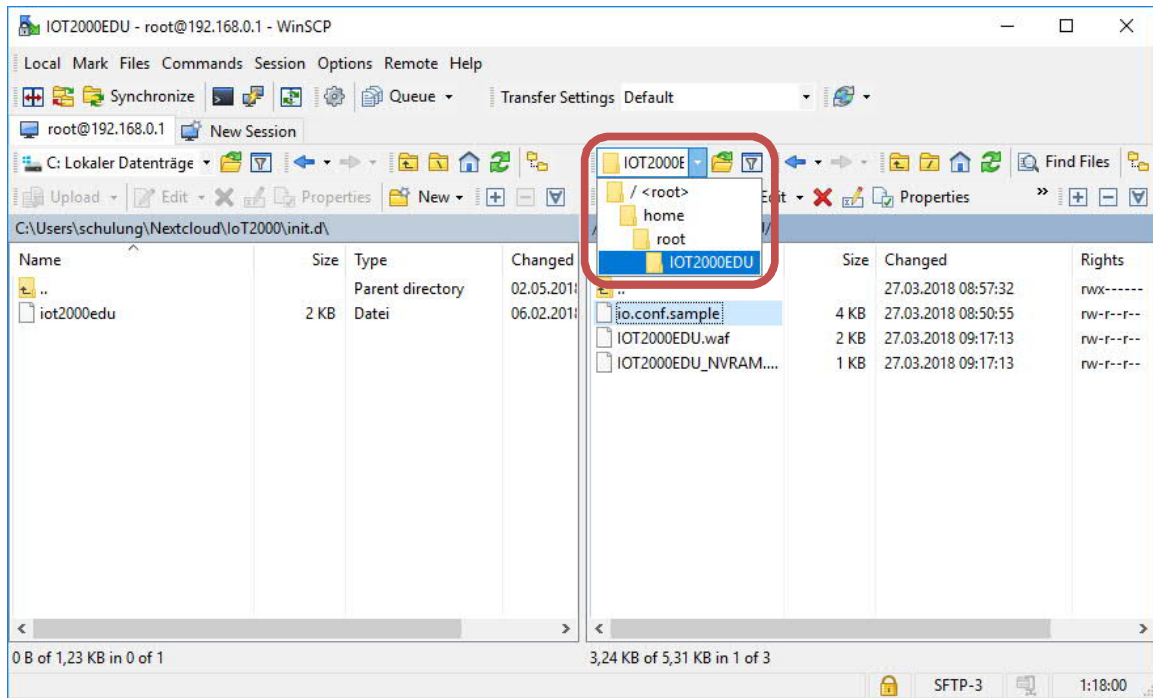 IOT2000EDU - root@192.168.0.1 - WinSCP
Local Mark Files Commands Session Options Remote Help
Synchronize Queue Transfer Settings Default
root@192.168.0.1 New Session
C: Lokaler Datenträge IOT2000E Find Files
Upload Edit Properties New Properties
/ <root>
home
root
IOT2000EDU
C:\Users\schulung\Nextcloud\IoT2000\init.d\
Name Size Type Changed Size Changed Rights
.. Parent directory 02.05.201 .. 27.03.2018 08:57:32 rwx------
iot2000edu 2 KB Datei 06.02.201 io.conf.sample 4 KB 27.03.2018 08:50:55 rw-r--r--
IOT2000EDU.waf 2 KB 27.03.2018 09:17:13 rw-r--r--
IOT2000EDU_NVRAM.... 1 KB 27.03.2018 09:17:13 rw-r--r--
0 B of 1,23 KB in 0 of 1 3,24 KB of 5,31 KB in 1 of 3
SFTP-3 1:18:00